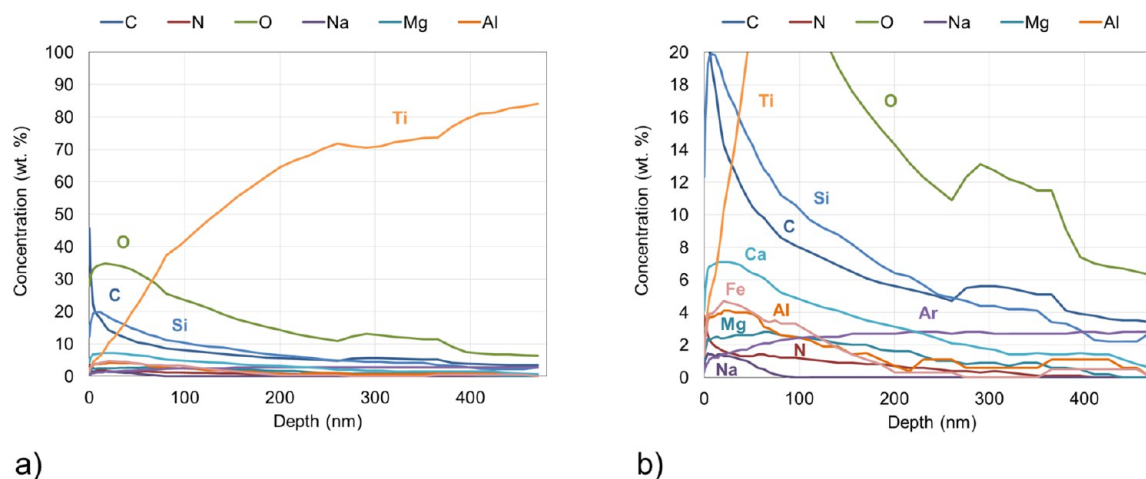 C N O Na Mg Al
100
90
80
70
60
50
40
30
20
10
0
Concentration (wt. %)
Ti
O
C
Si
0 100 200 300 400
Depth (nm)
a)
C N O Na Mg Al
20
18
16
14
12
10
8
6
4
2
0
Concentration (wt. %)
Ti
O
Si
C
Ca
Fe
Al
Ar
Mg
N
Na
0 100 200 300 400
Depth (nm)
b)